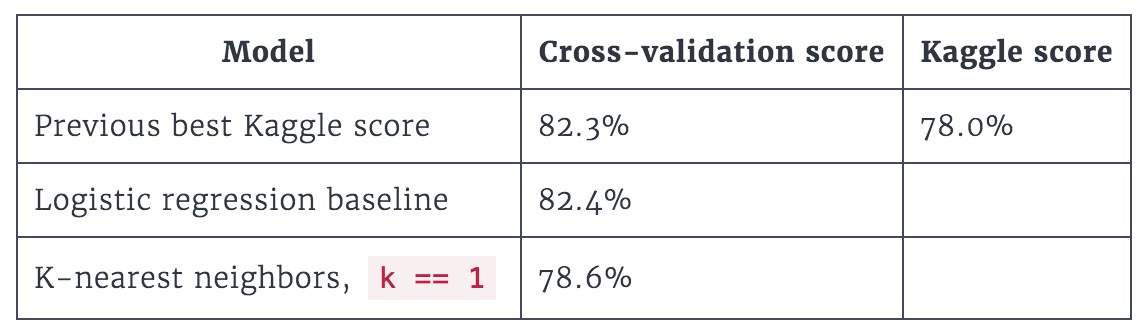 Model Cross-validation score Kaggle score
Previous best Kaggle score 82.3% 78.0%
Logistic regression baseline 82.4%
K-nearest neighbors, k == 1 78.6%